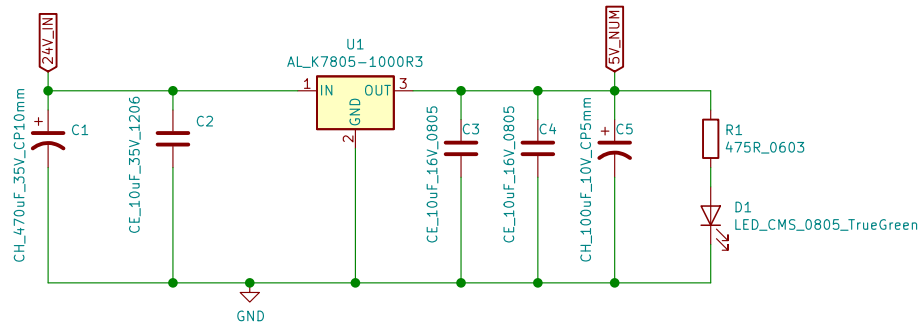 24V_IN
5V_NUM
U1
AL_K7805-1000R3
1
IN
OUT
3
GND
2
C1
CH_470uF_35V_CP10mm
C2
CE_10uF_35V_1206
C3
CE_10uF_16V_0805
C4
CE_10uF_16V_0805
C5
CH_100uF_10V_CP5mm
R1
475R_0603
D1
LED_CMS_0805_TrueGreen
GND